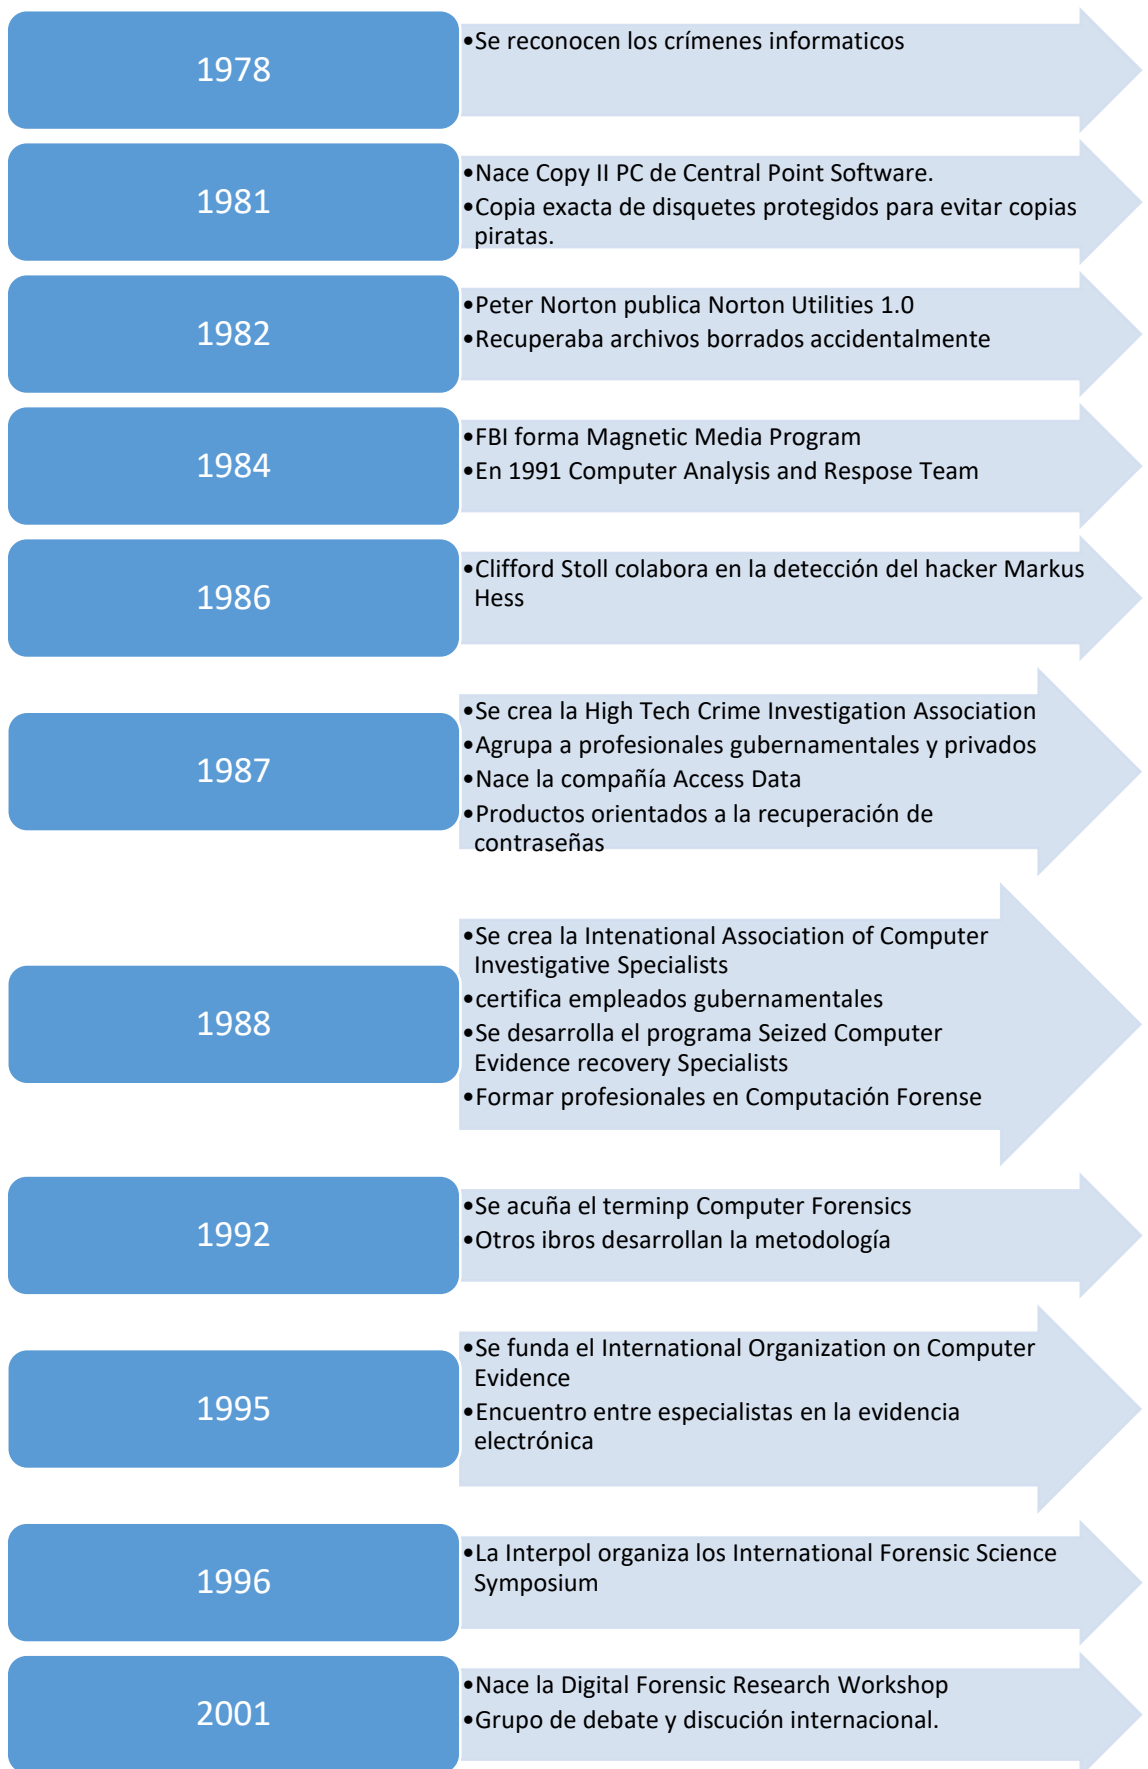 1978
•Se reconocen los crímenes informaticos
1981
•Nace Copy II PC de Central Point Software.
•Copia exacta de disquetes protegidos para evitar copias
piratas.
1982
•Peter Norton publica Norton Utilities 1.0
•Recuperaba archivos borrados accidentalmente
1984
•FBI forma Magnetic Media Program
•En 1991 Computer Analysis and Respose Team
1986
•Clifford Stoll colabora en la detección del hacker Markus
Hess
1987
•Se crea la High Tech Crime Investigation Association
•Agrupa a profesionales gubernamentales y privados
•Nace la compañía Access Data
•Productos orientados a la recuperación de
contraseñas
1988
•Se crea la Intenational Association of Computer
Investigative Specialists
•certifica empleados gubernamentales
•Se desarrolla el programa Seized Computer
Evidence recovery Specialists
•Formar profesionales en Computación Forense
1992
•Se acuña el terminp Computer Forensics
•Otros ibros desarrollan la metodología
1995
•Se funda el International Organization on Computer
Evidence
•Encuentro entre especialistas en la evidencia
electrónica
1996
•La Interpol organiza los International Forensic Science
Symposium
2001
•Nace la Digital Forensic Research Workshop
•Grupo de debate y discución internacional.